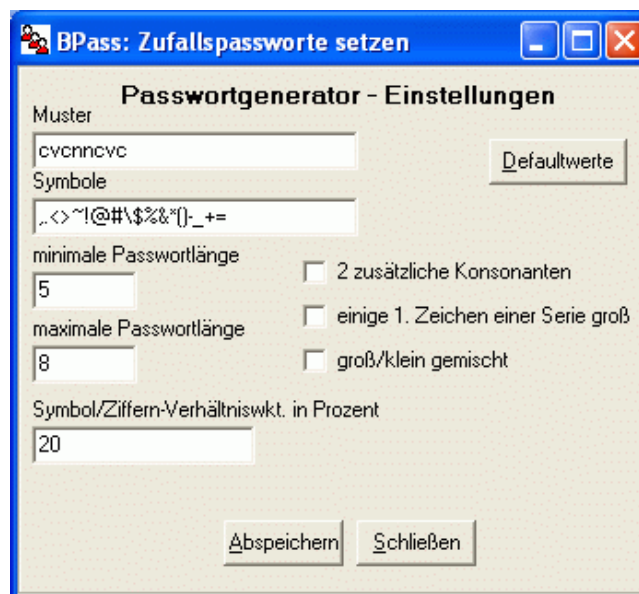 BPass: Zufallspassworte setzen
Passwortgenerator - Einstellungen
Muster
cvcnncvc
Defaultwerte
Symbole
,.<>~!@#\$%&*()-_+=
minimale Passwortlänge
5
2 zusätzliche Konsonanten
einige 1. Zeichen einer Serie groß
maximale Passwortlänge
8
groß/klein gemischt
Symbol/Ziffern-Verhältniswkt. in Prozent
20
Abspeichern
Schließen